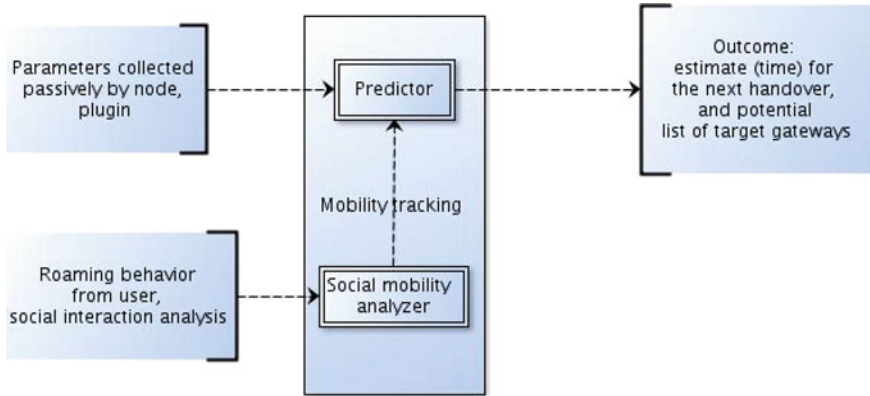 Parameters collected
passively by node,
plugin
Predictor
Outcome:
estimate (time) for
the next handover,
and potential
list of target gateways
Mobility tracking
Roaming behavior
from user,
social interaction analysis
Social mobility
analyzer